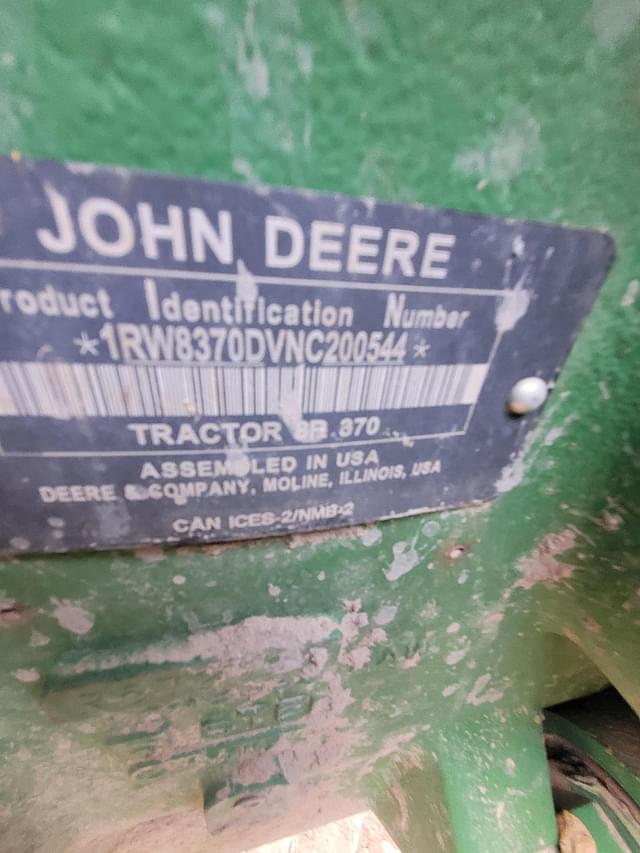 JOHN DEERE
roduct Identification Number
*1RW8370DVNC200544*
TRACTOR 8R 370
ASSEMBLED IN USA
DEERE & COMPANY, MOLINE, ILLINOIS, USA
CAN ICES-2/NMB-2